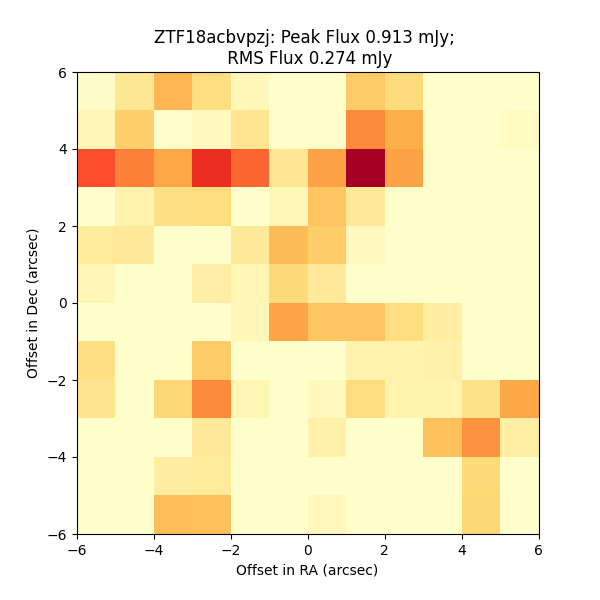 ZTF18acbvpzj: Peak Flux 0.913 mJy;
RMS Flux 0.274 mJy
6
4
2
0
−2
−4
−6
Offset in Dec (arcsec)
−6 −4 −2 0 2 4 6
Offset in RA (arcsec)